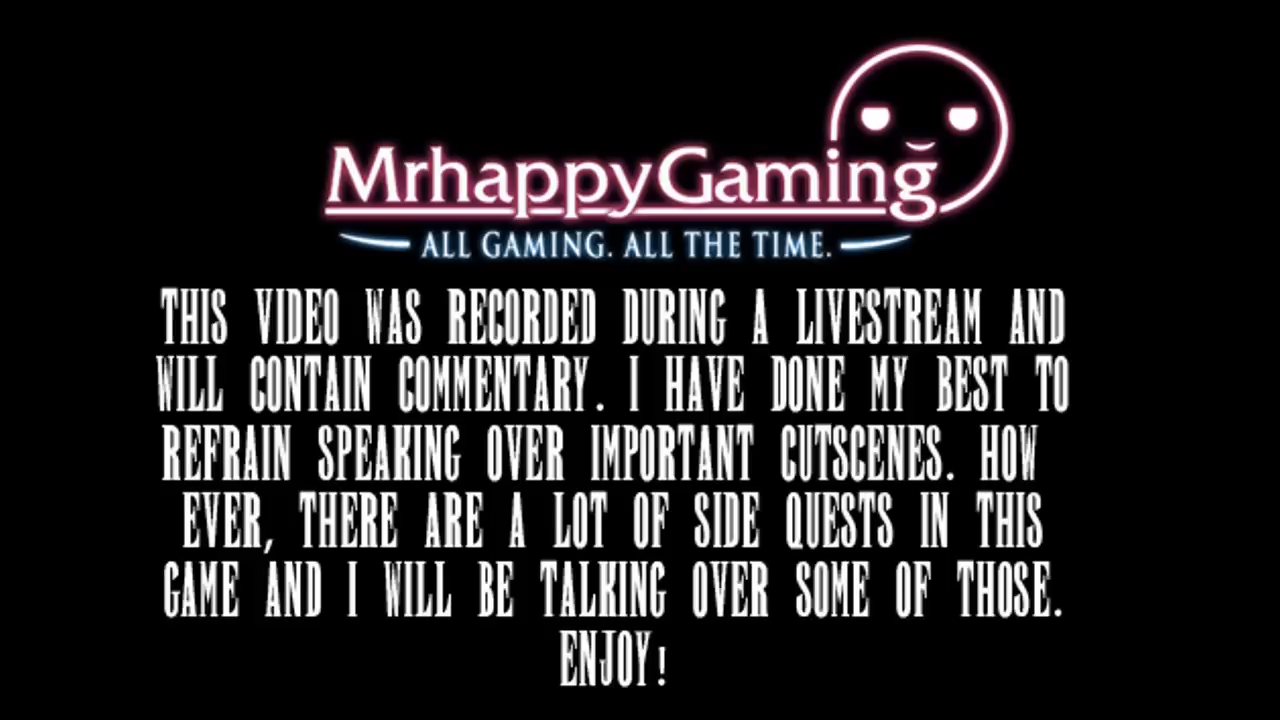 MrhappyGaming
ALL GAMING. ALL THE TIME.
THIS VIDEO WAS RECORDED DURING A LIVESTREAM AND
WILL CONTAIN COMMENTARY. I HAVE DONE MY BEST TO
REFRAIN SPEAKING OVER IMPORTANT CUTSCENES. HOW
EVER, THERE ARE A LOT OF SIDE QUESTS IN THIS
GAME AND I WILL BE TALKING OVER SOME OF THOSE.
ENJOY!